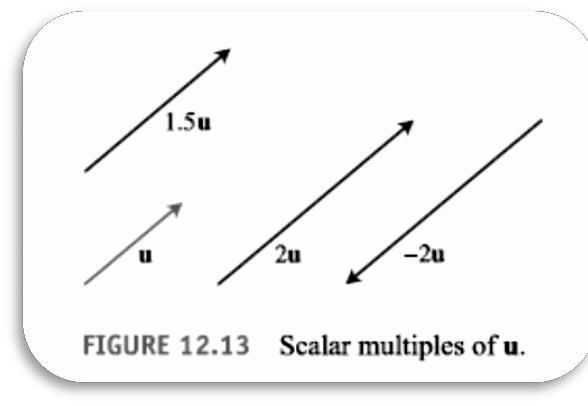 1.5u
u
2u
−2u
FIGURE 12.13 Scalar multiples of u.